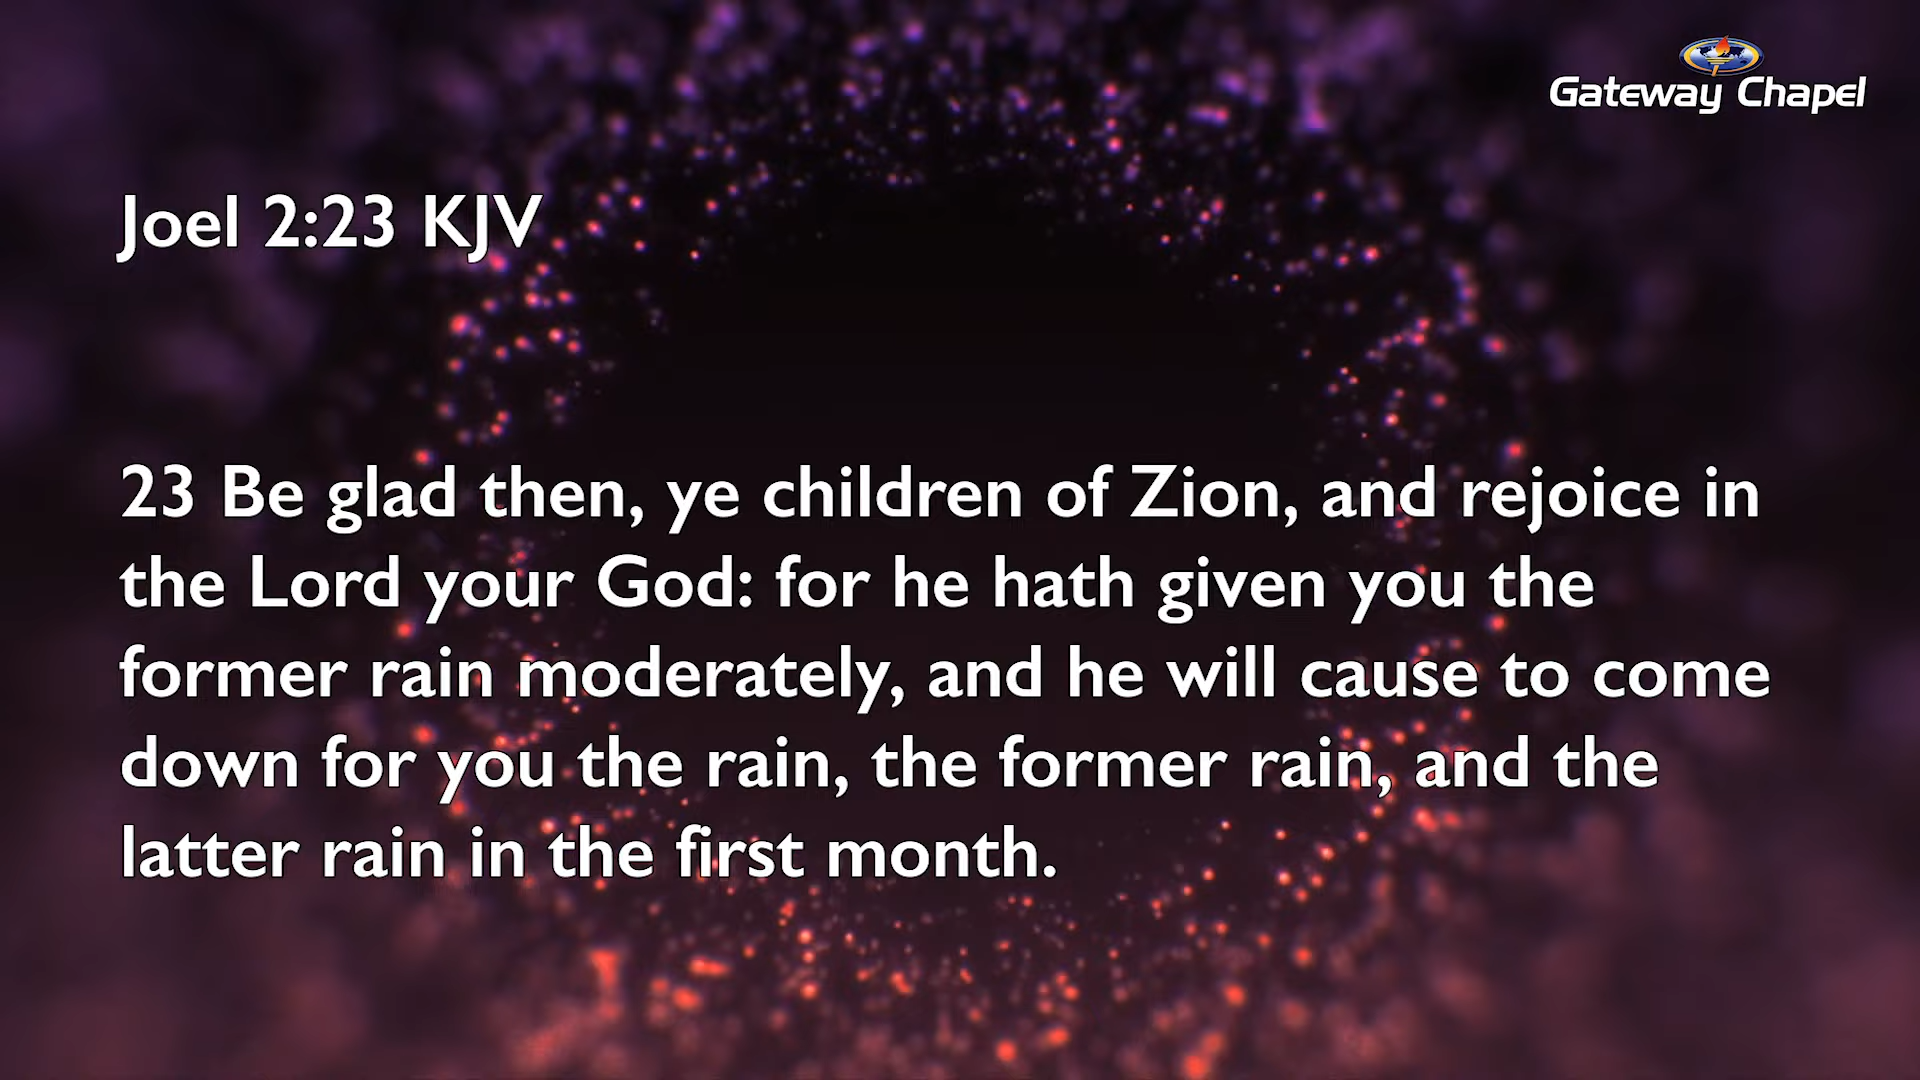 Gateway Chapel
Joel 2:23 KJV
23 Be glad then, ye children of Zion, and rejoice in
the Lord your God: for he hath given you the
former rain moderately, and he will cause to come
down for you the rain, the former rain, and the
latter rain in the first month.